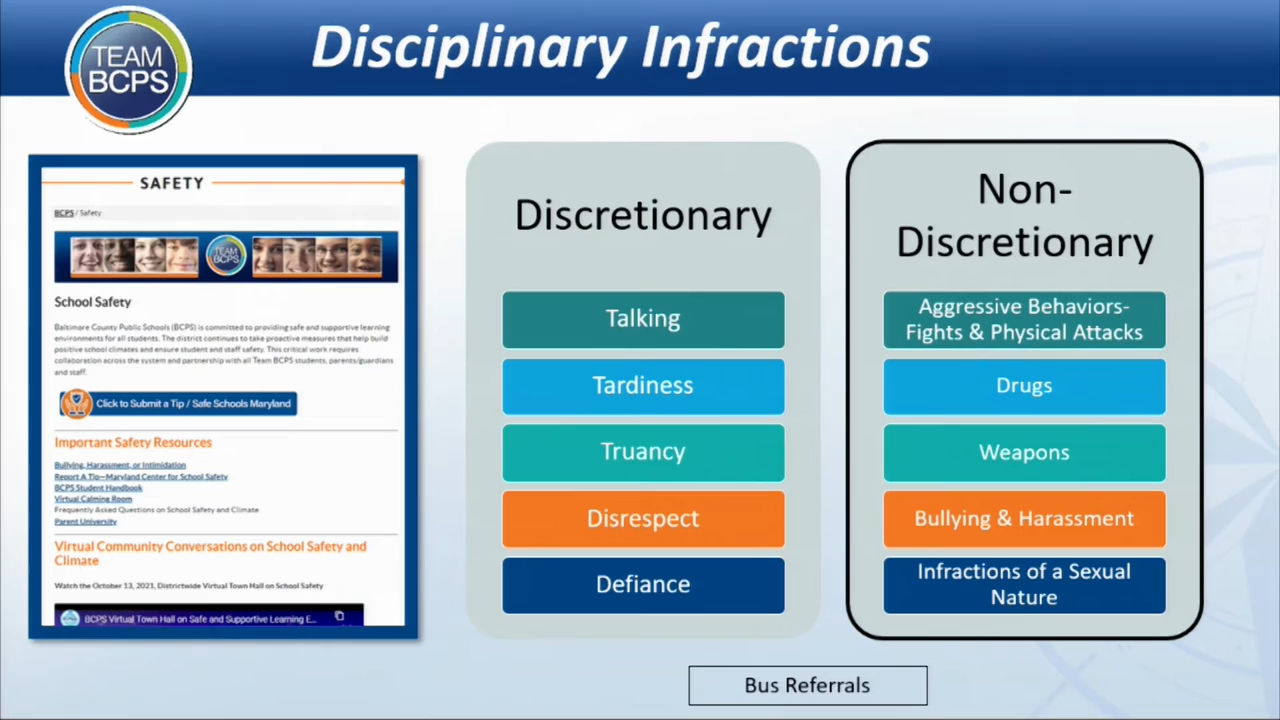 TEAM
BCPS
Disciplinary Infractions
SAFETY
BCPS / Safety
TEAM
BCPS
School Safety
Baltimore County Public Schools (BCPS) is committed to providing safe and supportive learning
environments for all students. The district continues to take proactive measures that help build
positive school climates and ensure student and staff safety. This critical work requires
collaboration across the system and partnership with all Team BCPS students, parents/guardians
and staff.
Click to Submit a Tip / Safe Schools Maryland
Important Safety Resources
Bullying, Harassment, or Intimidation
Report A Tip—Maryland Center for School Safety
BCPS Student Handbook
Virtual Calming Room
Frequently Asked Questions on School Safety and Climate
Parent University
Virtual Community Conversations on School Safety and
Climate
Watch the October 13, 2021, Districtwide Virtual Town Hall on School Safety
BCPS Virtual Town Hall on Safe and Supportive Learning E...
Discretionary
Talking
Tardiness
Truancy
Disrespect
Defiance
Non-
Discretionary
Aggressive Behaviors-
Fights & Physical Attacks
Drugs
Weapons
Bullying & Harassment
Infractions of a Sexual
Nature
Bus Referrals